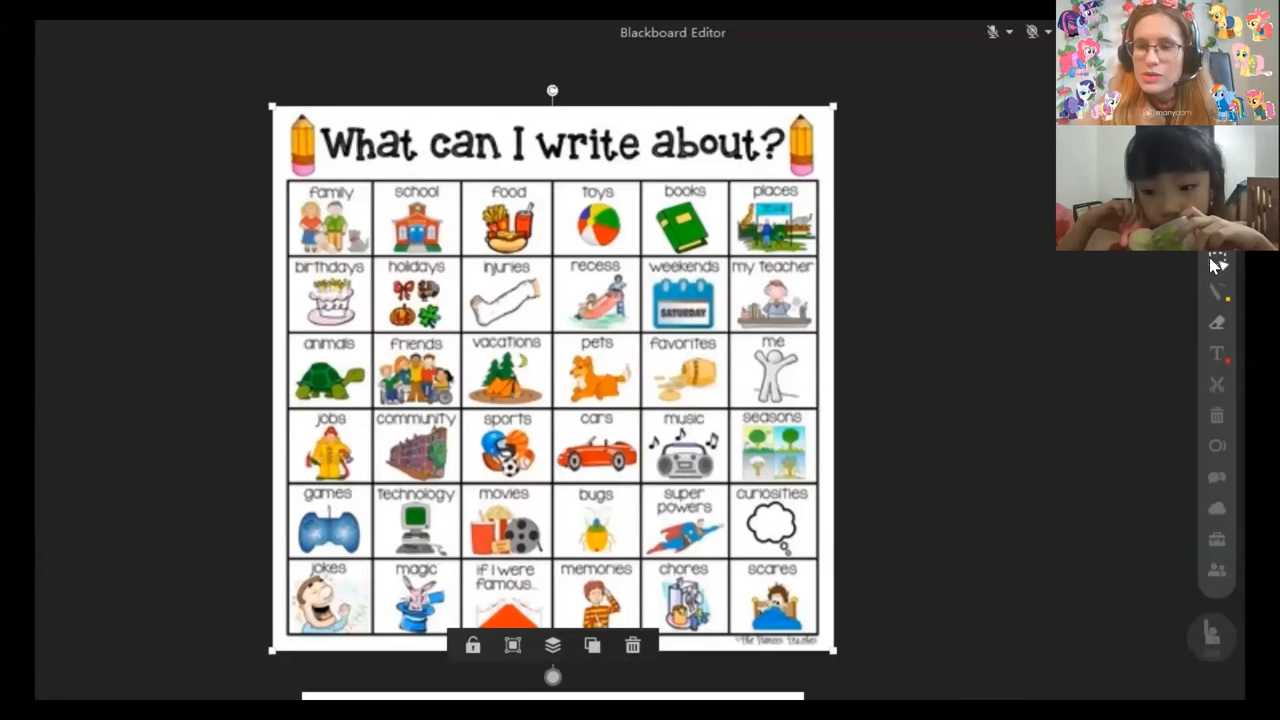 Blackboard Editor
manycam
What can I write about?
family school food toys books places
ZOO
birthdays holidays injuries recess weekends my teacher
SATURDAY
animals friends vacations pets favorites me
jobs community sports cars music seasons
games technology movies bugs super powers curiosities
jokes magic if I were famous... memories chores scares
T